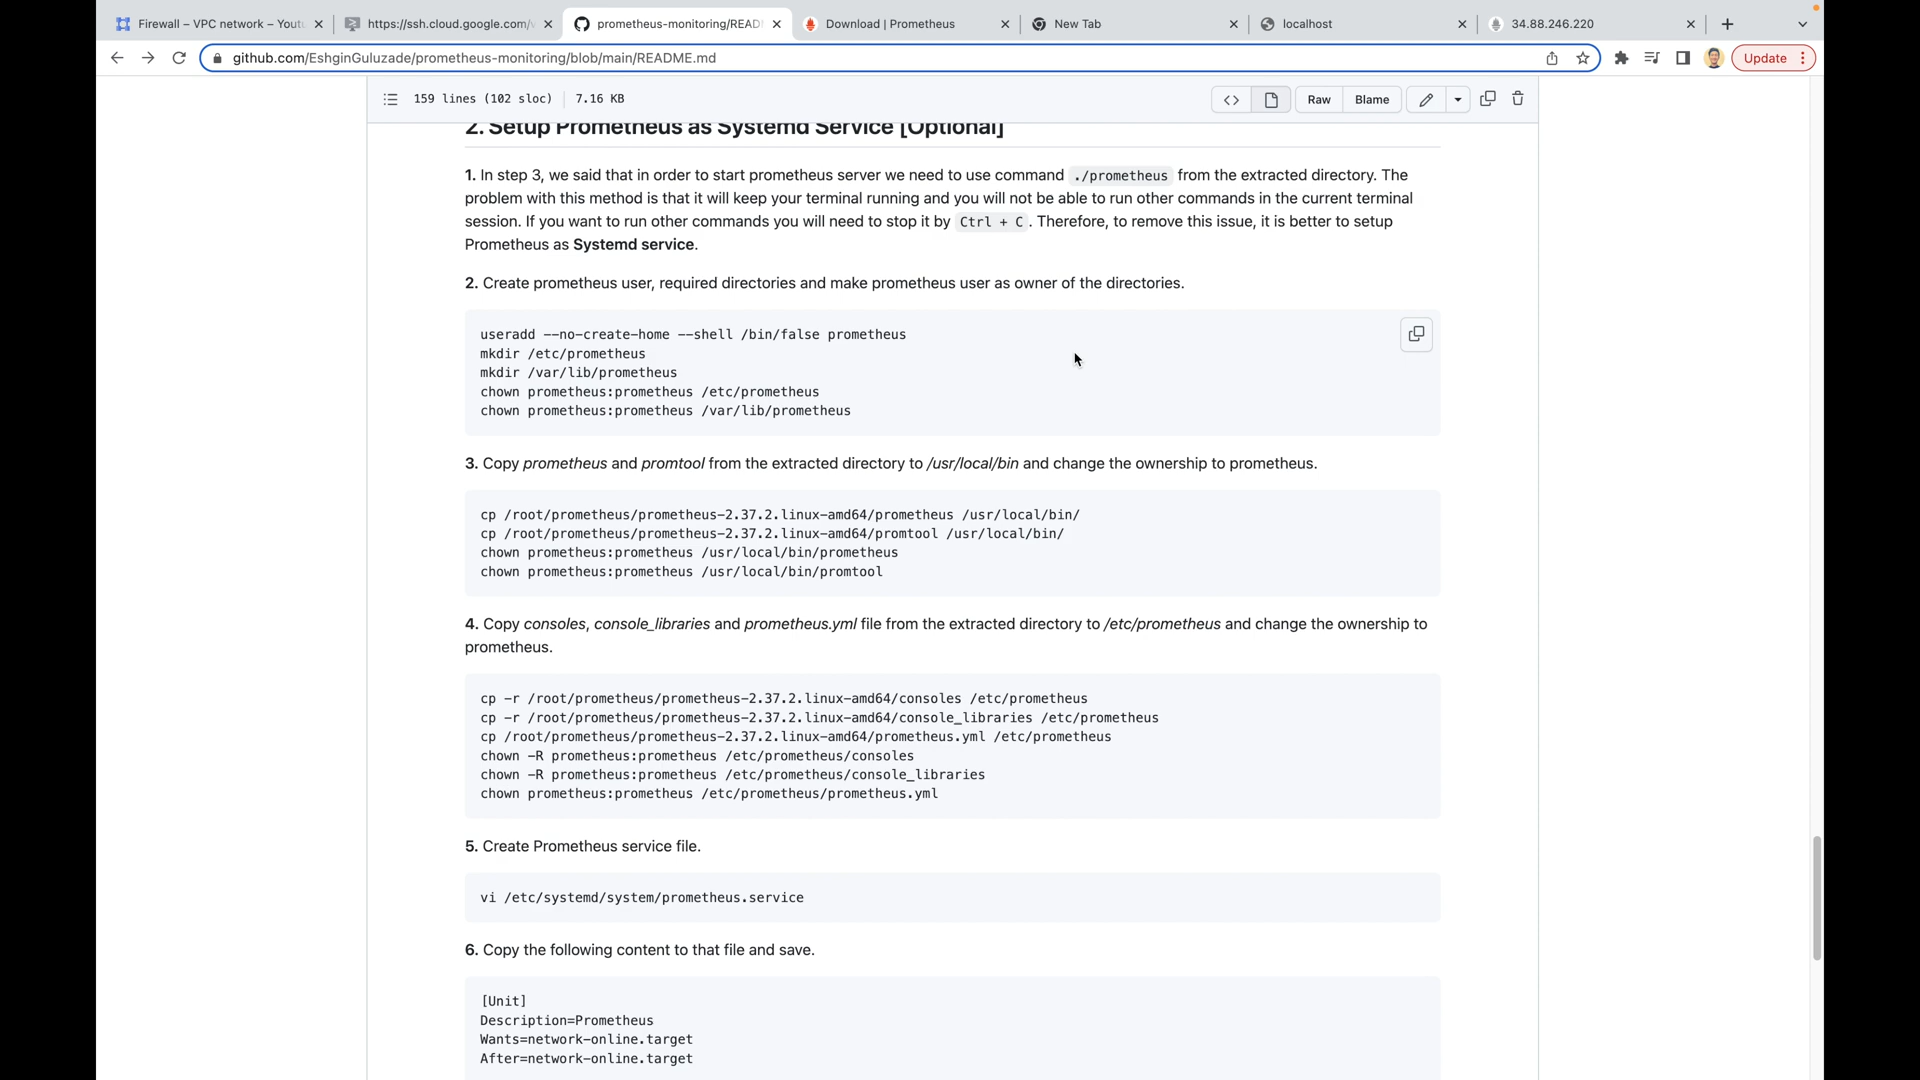 Firewall – VPC network – Youtu
https://ssh.cloud.google.com/v
prometheus-monitoring/READ
Download | Prometheus
New Tab
localhost
34.88.246.220
github.com/EshginGuluzade/prometheus-monitoring/blob/main/README.md
Update
159 lines (102 sloc) 7.16 KB
Raw Blame
2. Setup Prometheus as Systemd Service [Optional]
1. In step 3, we said that in order to start prometheus server we need to use command ./prometheus from the extracted directory. The
problem with this method is that it will keep your terminal running and you will not be able to run other commands in the current terminal
session. If you want to run other commands you will need to stop it by Ctrl + C. Therefore, to remove this issue, it is better to setup
Prometheus as Systemd service.
2. Create prometheus user, required directories and make prometheus user as owner of the directories.
useradd --no-create-home --shell /bin/false prometheus
mkdir /etc/prometheus
mkdir /var/lib/prometheus
chown prometheus:prometheus /etc/prometheus
chown prometheus:prometheus /var/lib/prometheus
3. Copy prometheus and promtool from the extracted directory to /usr/local/bin and change the ownership to prometheus.
cp /root/prometheus/prometheus-2.37.2.linux-amd64/prometheus /usr/local/bin/
cp /root/prometheus/prometheus-2.37.2.linux-amd64/promtool /usr/local/bin/
chown prometheus:prometheus /usr/local/bin/prometheus
chown prometheus:prometheus /usr/local/bin/promtool
4. Copy consoles, console_libraries and prometheus.yml file from the extracted directory to /etc/prometheus and change the ownership to
prometheus.
cp -r /root/prometheus/prometheus-2.37.2.linux-amd64/consoles /etc/prometheus
cp -r /root/prometheus/prometheus-2.37.2.linux-amd64/console_libraries /etc/prometheus
cp /root/prometheus/prometheus-2.37.2.linux-amd64/prometheus.yml /etc/prometheus
chown -R prometheus:prometheus /etc/prometheus/consoles
chown -R prometheus:prometheus /etc/prometheus/console_libraries
chown prometheus:prometheus /etc/prometheus/prometheus.yml
5. Create Prometheus service file.
vi /etc/systemd/system/prometheus.service
6. Copy the following content to that file and save.
[Unit]
Description=Prometheus
Wants=network-online.target
After=network-online.target